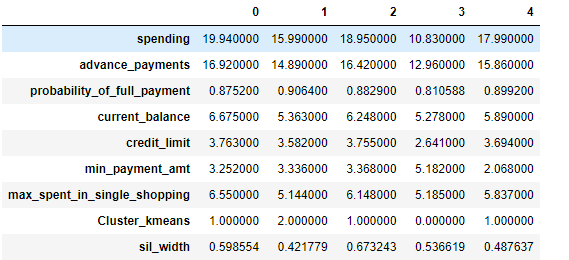 0 1 2 3 4
spending 19.940000 15.990000 18.950000 10.830000 17.990000
advance_payments 16.920000 14.890000 16.420000 12.960000 15.860000
probability_of_full_payment 0.875200 0.906400 0.882900 0.810588 0.899200
current_balance 6.675000 5.363000 6.248000 5.278000 5.890000
credit_limit 3.763000 3.582000 3.755000 2.641000 3.694000
min_payment_amt 3.252000 3.336000 3.368000 5.182000 2.068000
max_spent_in_single_shopping 6.550000 5.144000 6.148000 5.185000 5.837000
Cluster_kmeans 1.000000 2.000000 1.000000 0.000000 1.000000
sil_width 0.598554 0.421779 0.673243 0.536619 0.487637